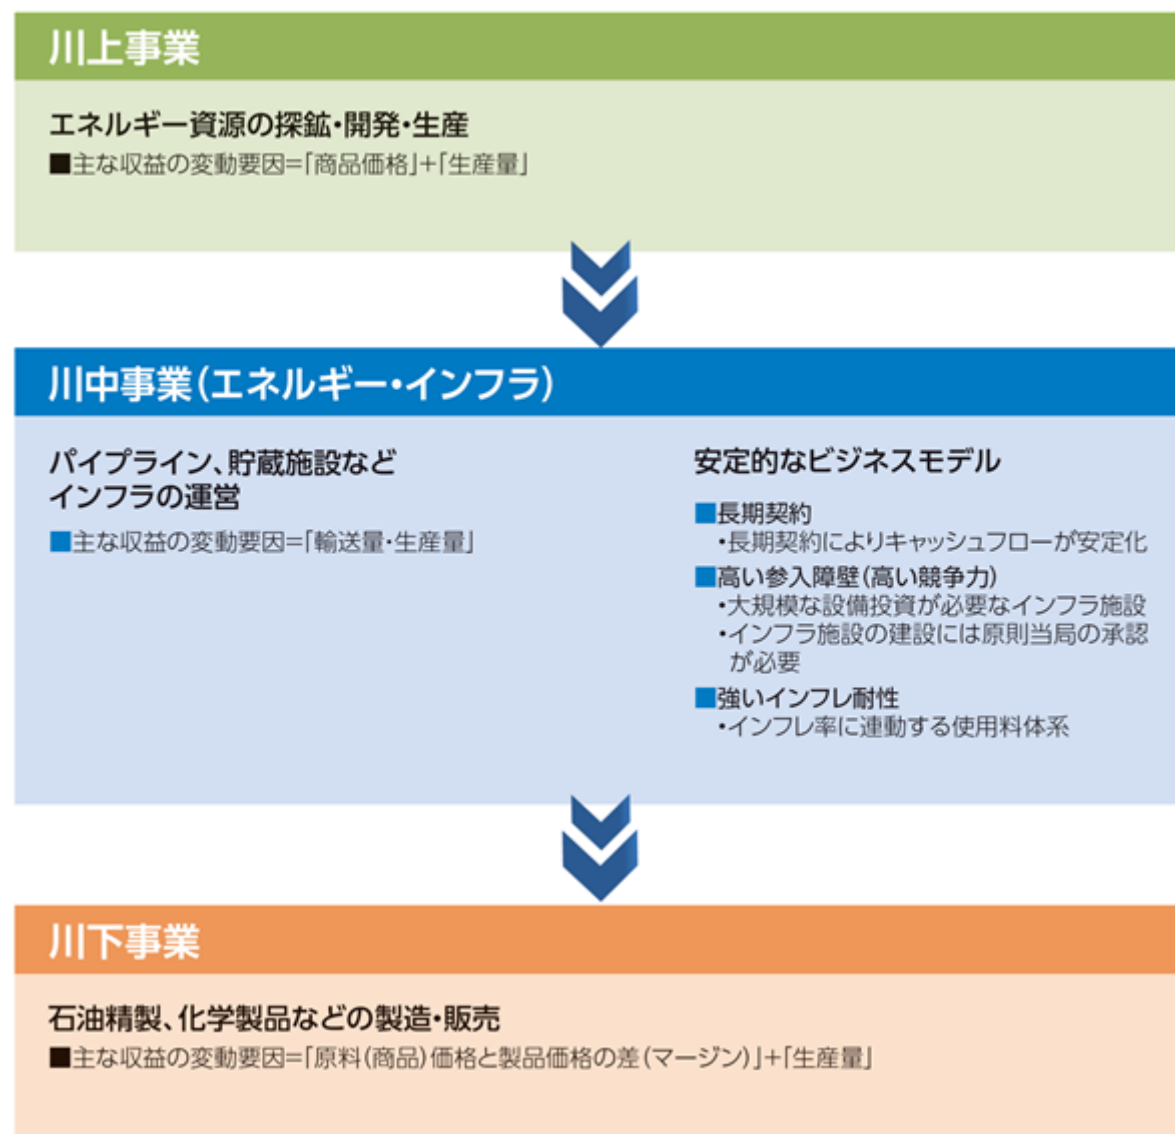 川上事業
エネルギー資源の探鉱・開発・生産
■主な収益の変動要因=「商品価格」+「生産量」
川中事業(エネルギー・インフラ)
パイプライン、貯蔵施設など
インフラの運営
■主な収益の変動要因=「輸送量・生産量」
安定的なビジネスモデル
■長期契約
・長期契約によりキャッシュフローが安定化
■高い参入障壁(高い競争力)
・大規模な設備投資が必要なインフラ施設
・インフラ施設の建設には原則当局の承認
が必要
■強いインフレ耐性
・インフレ率に連動する使用料体系
川下事業
石油精製、化学製品などの製造・販売
■主な収益の変動要因=「原料(商品)価格と製品価格の差(マージン)」+「生産量」